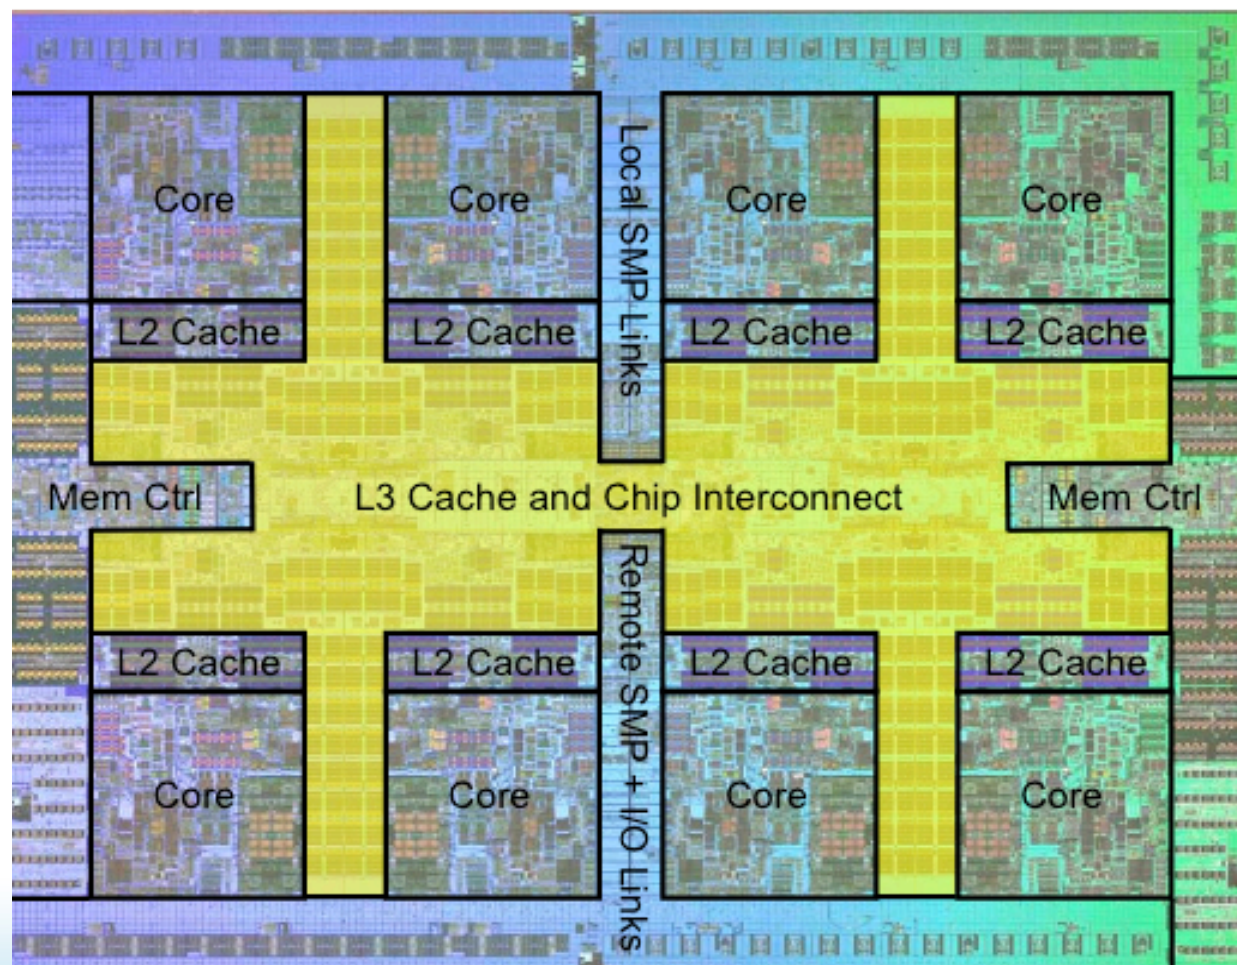 Core
Core
Local SMP Links
Core
Core
L2 Cache
L2 Cache
L2 Cache
L2 Cache
Mem Ctrl
L3 Cache and Chip Interconnect
Mem Ctrl
L2 Cache
L2 Cache
Remote SMP + I/O Links
L2 Cache
L2 Cache
Core
Core
Core
Core